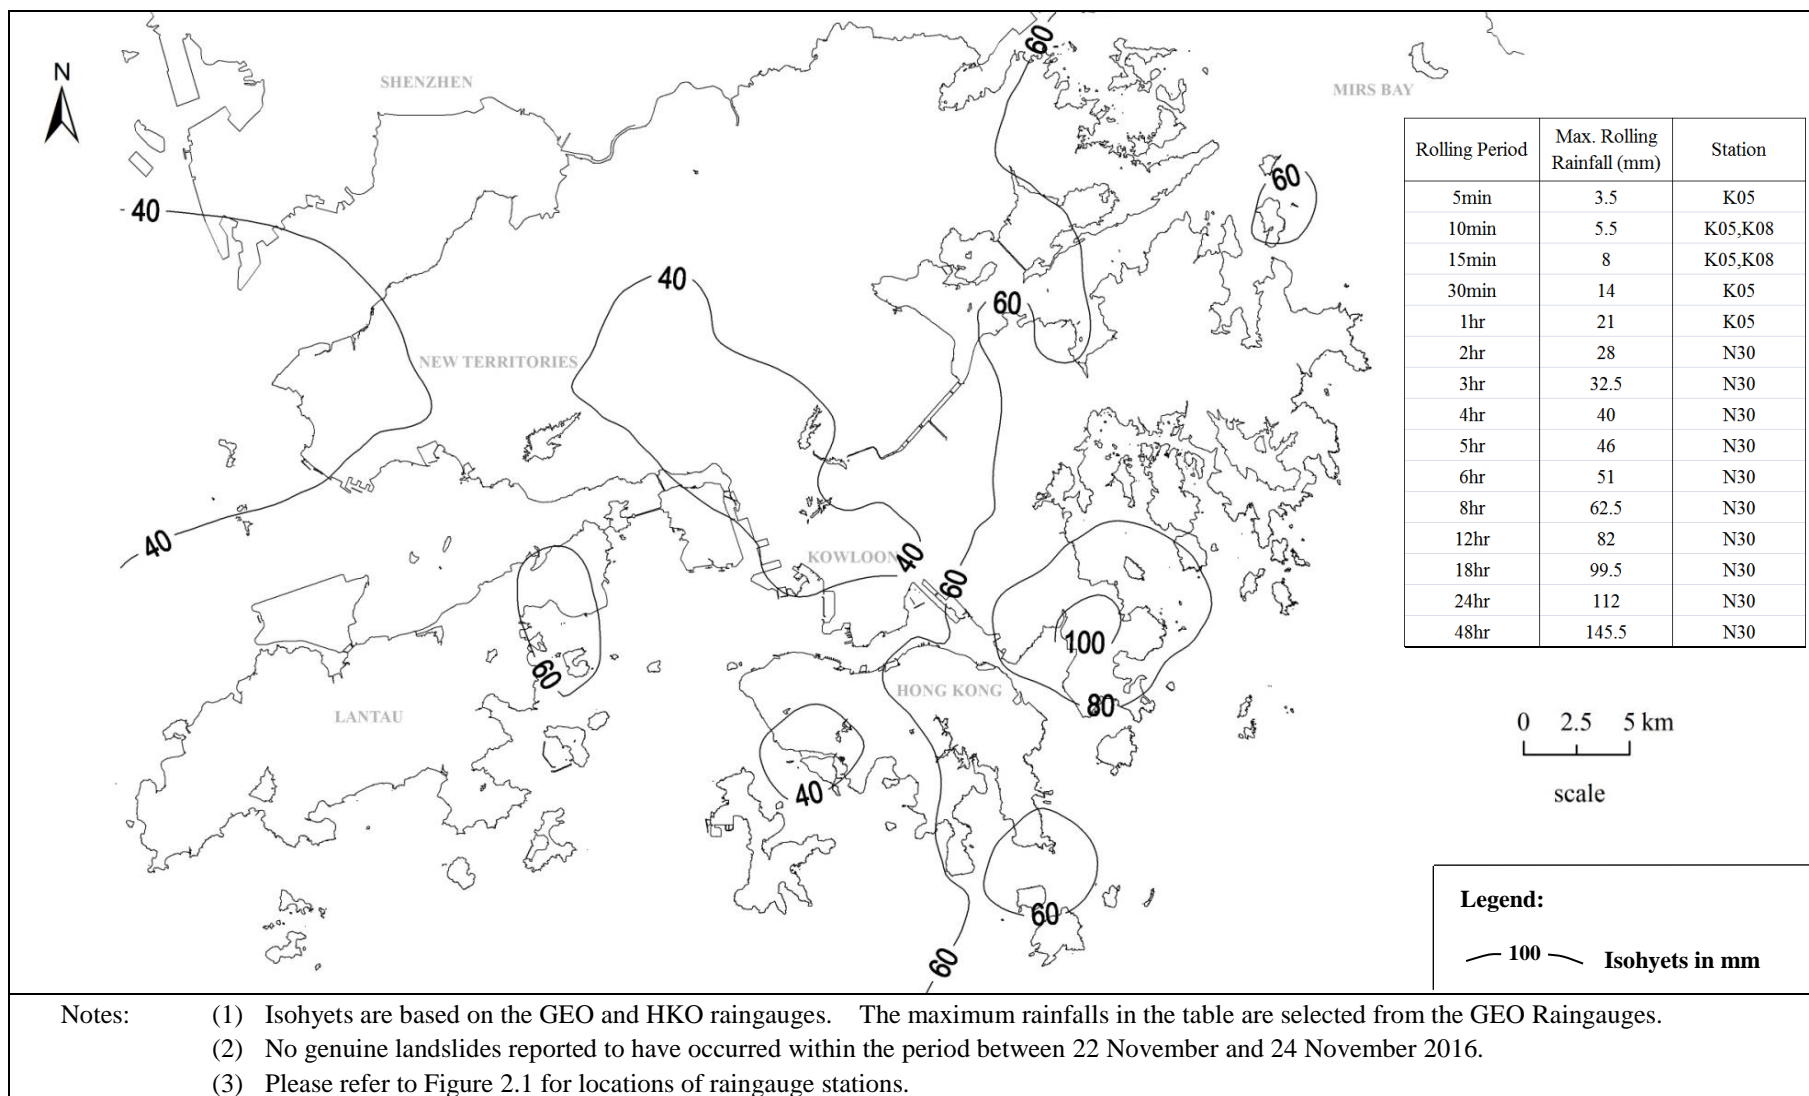 60
N
SHENZHEN
MIRS BAY
Rolling Period Max. Rolling Rainfall (mm) Station
5min 3.5 K05
10min 5.5 K05,K08
15min 8 K05,K08
30min 14 K05
1hr 21 K05
2hr 28 N30
3hr 32.5 N30
4hr 40 N30
5hr 46 N30
6hr 51 N30
8hr 62.5 N30
12hr 82 N30
18hr 99.5 N30
24hr 112 N30
48hr 145.5 N30
60
40
40
60
NEW TERRITORIES
40
KOWLOON
40
60
100
60
HONG KONG
80
LANTAU
40
60
60
0 2.5 5 km
scale
Legend:
100 Isohyets in mm
Notes: (1) Isohyets are based on the GEO and HKO raingauges. The maximum rainfalls in the table are selected from the GEO Raingauges.
(2) No genuine landslides reported to have occurred within the period between 22 November and 24 November 2016.
(3) Please refer to Figure 2.1 for locations of raingauge stations.